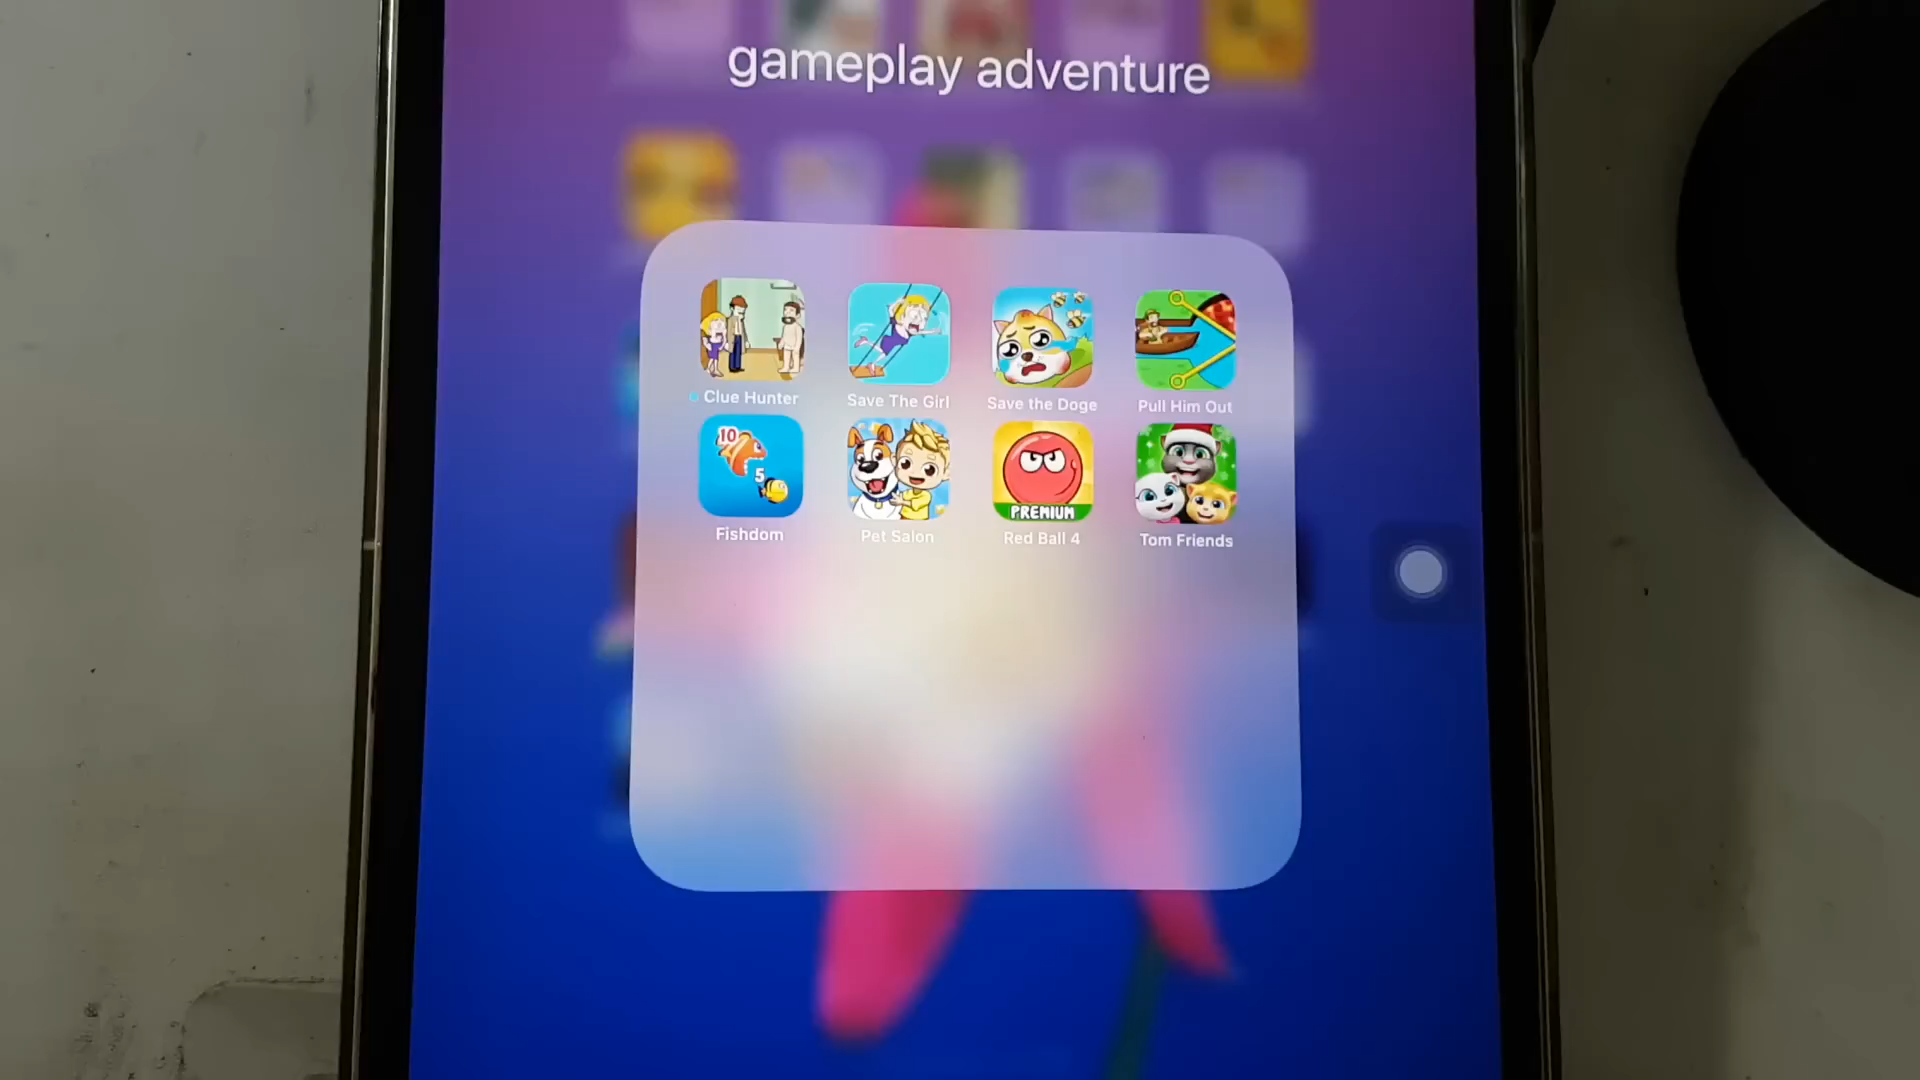 gameplay adventure
Clue Hunter
Save The Girl
Save the Doge
Pull Him Out
10
5
PREMIUM
Fishdom
Pet Salon
Red Ball 4
Tom Friends